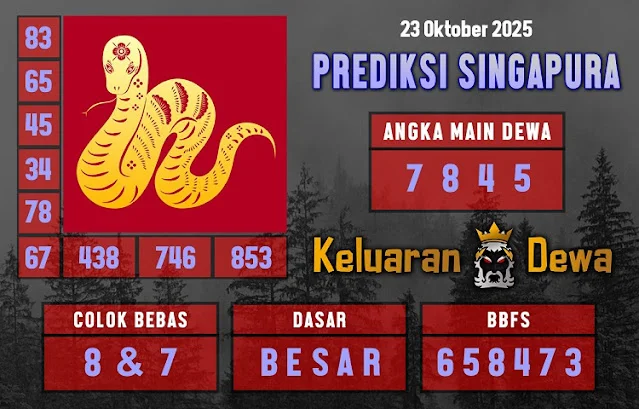 23 Oktober 2025
PREDIKSI SINGAPURA
83
65
45
34
78
67 438 746 853
ANGKA MAIN DEWA
7 8 4 5
Keluaran Dewa
COLOK BEBAS
8 & 7
DASAR
BESAR
BBFS
658473